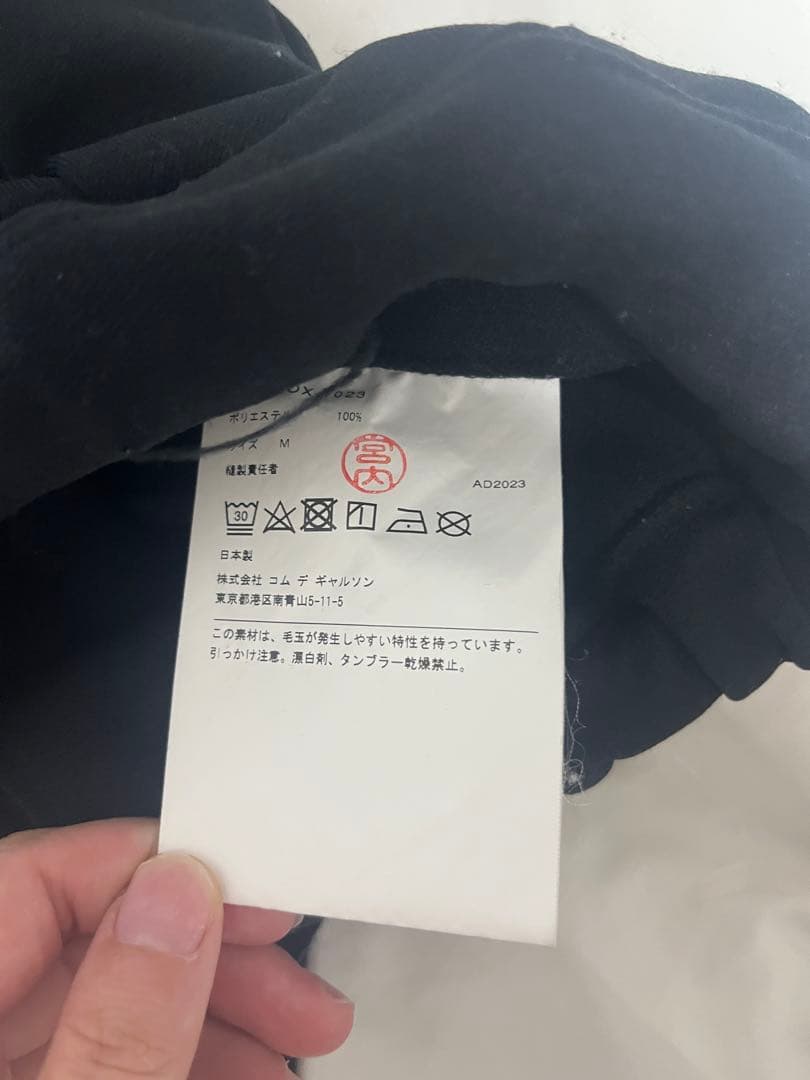 OX 1023
ポリエステル 100%
サイズ M
宮内
縫製責任者
AD2023
30
日本製
株式会社 コム デ ギャルソン
東京都港区南青山5-11-5
この素材は、毛玉が発生しやすい特性を持っています。
引っかけ注意。漂白剤、タンブラー乾燥禁止。